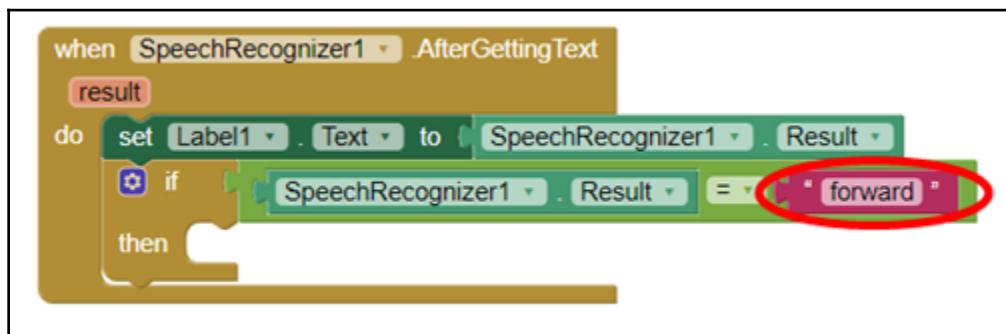 when SpeechRecognizer1 .AfterGettingText
result
do set Label1 . Text to SpeechRecognizer1 . Result
if SpeechRecognizer1 . Result = “ forward ”
then